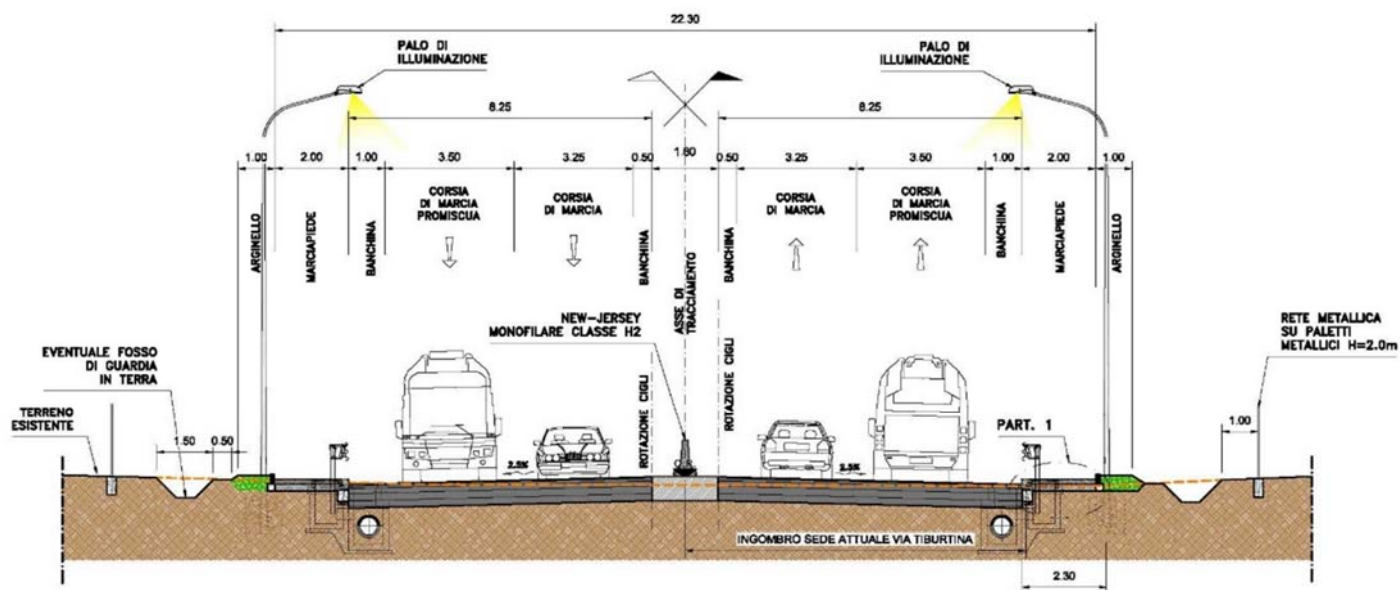 22.30
PALO DI
ILLUMINAZIONE
PALO DI
ILLUMINAZIONE
8.25
8.25
1.00
2.00
1.00
3.50
3.25
0.50
1.80
0.50
3.25
3.50
1.00
2.00
1.00
ARGINELLO
MARCIAPIEDE
BANCHINA
CORSIA
DI MARCIA
PROMISCUA
CORSIA
DI MARCIA
BANCHINA
ROTAZIONE CIGLI
ASSE DI
TRACCIAMENTO
BANCHINA
ROTAZIONE CIGLI
CORSIA
DI MARCIA
CORSIA
DI MARCIA
PROMISCUA
BANCHINA
MARCIAPIEDE
ARGINELLO
NEW-JERSEY
MONOFILARE CLASSE H2
RETE METALLICA
SU PALETTI
METALLICI H=2.0m
EVENTUALE FOSSO
DI GUARDIA
IN TERRA
TERRENO
ESISTENTE
1.50
0.50
PART. 1
1.00
2.5%
2.5%
INGOMBRO SEDE ATTUALE VIA TIBURTINA
2.30